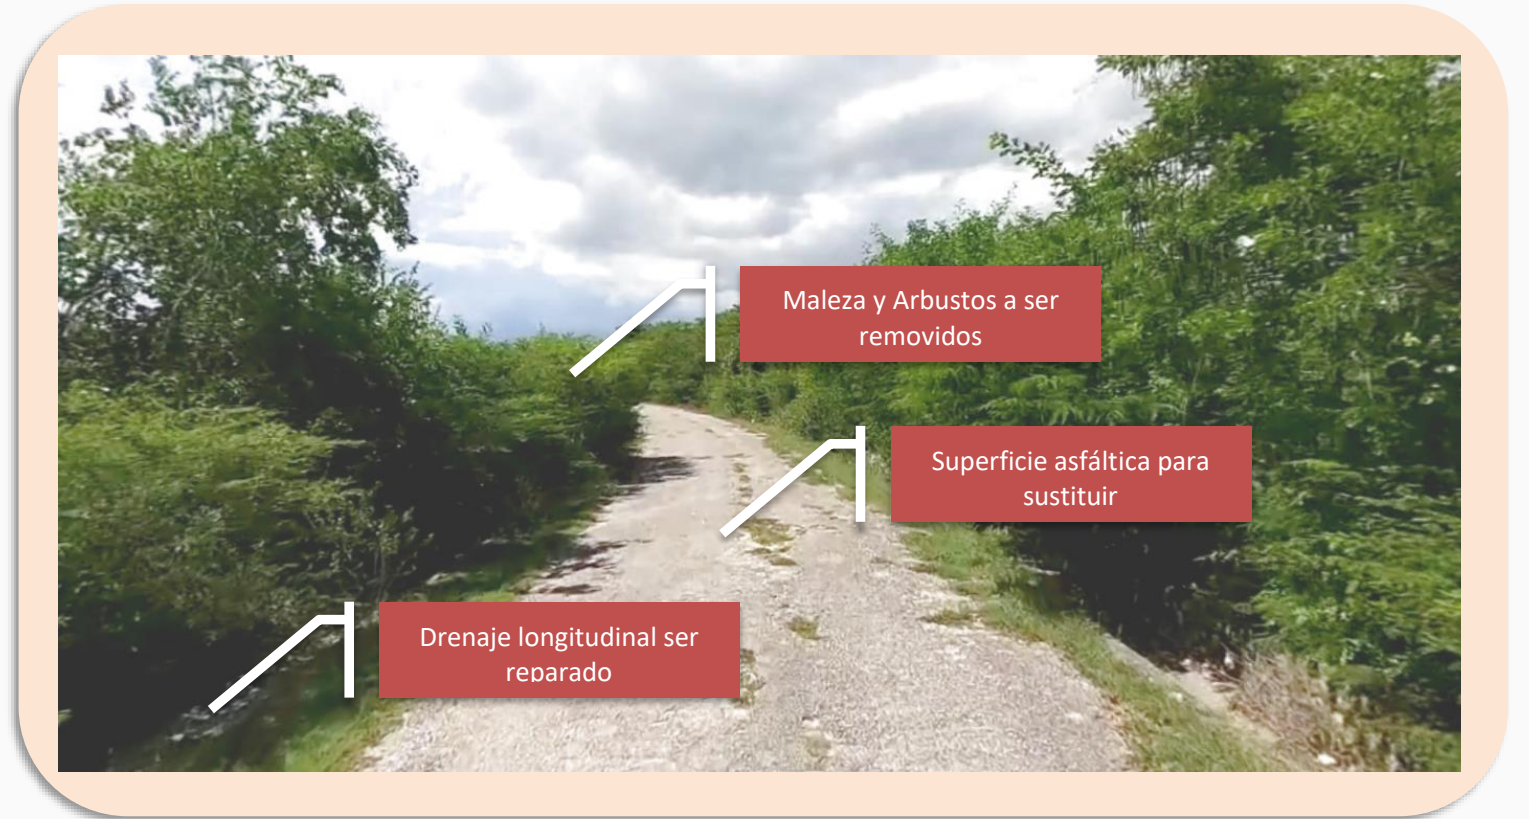 Maleza y Arbustos a ser
removidos
Superficie asfáltica para
sustituir
Drenaje longitudinal ser
reparado